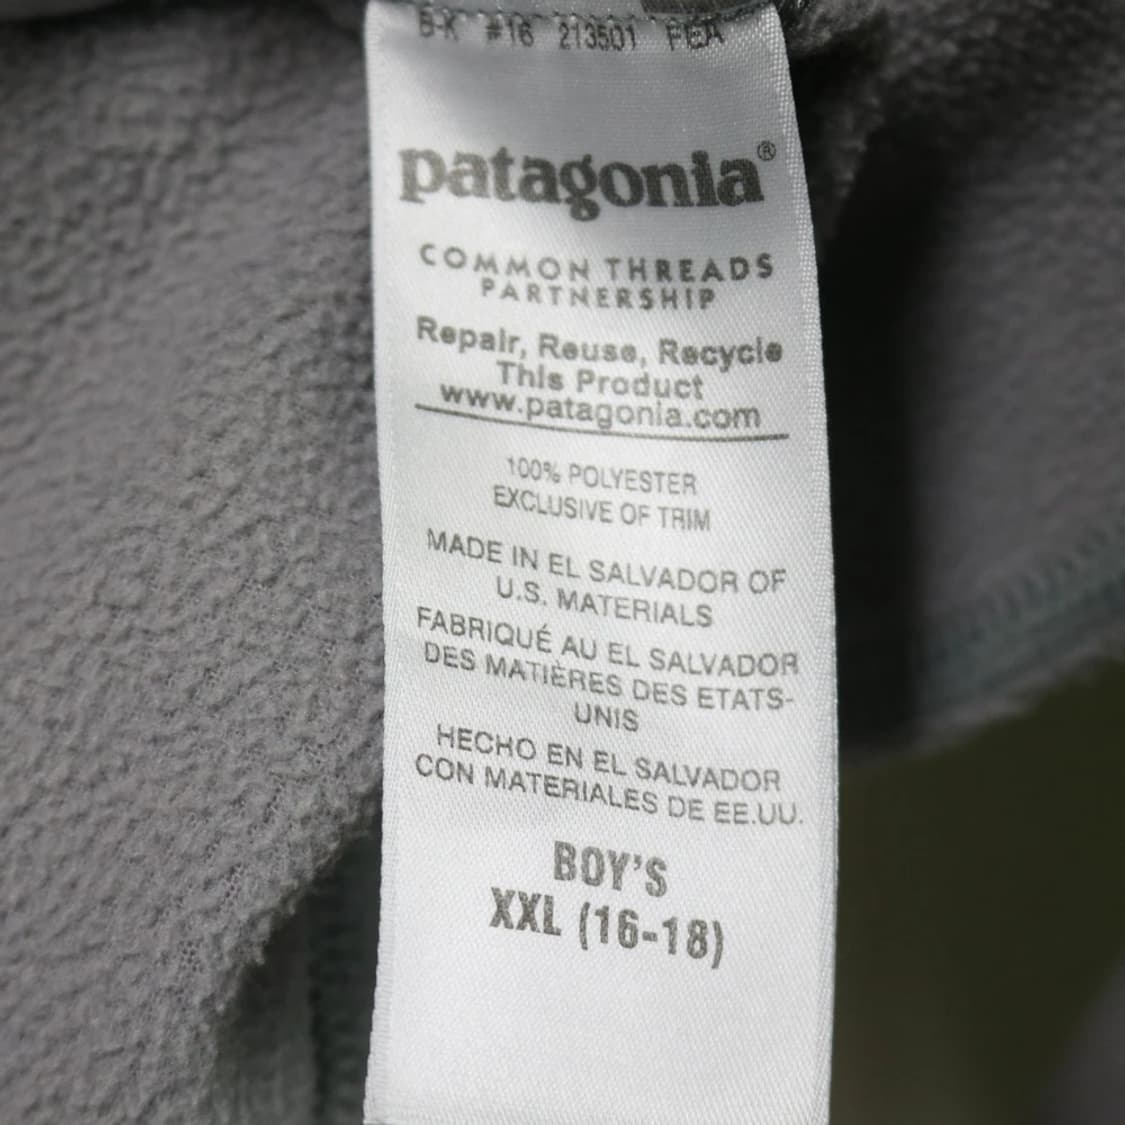 B-K #16 213501 FEA
patagonia®
COMMON THREADS
PARTNERSHIP
Repair, Reuse, Recycle
This Product
www.patagonia.com
100% POLYESTER
EXCLUSIVE OF TRIM
MADE IN EL SALVADOR OF
U.S. MATERIALS
FABRIQUÉ AU EL SALVADOR
DES MATIÈRES DES ETATS-
UNIS
HECHO EN EL SALVADOR
CON MATERIALES DE EE.UU.
BOY'S
XXL (16-18)